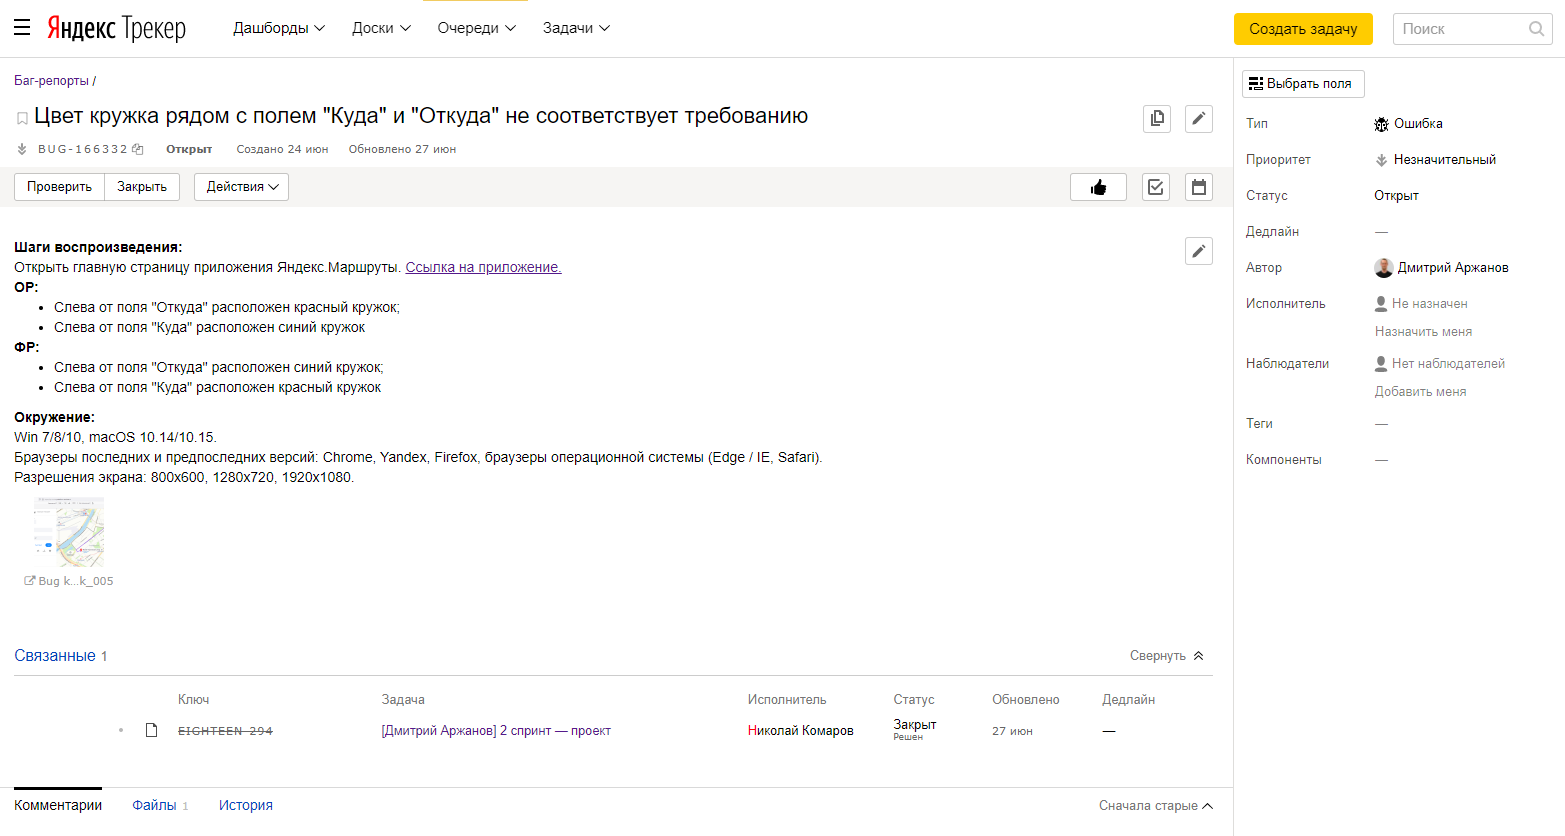 Яндекс Трекер Дашборды Доски Очереди Задачи Создать задачу Поиск
Баг-репорты /
Цвет кружка рядом с полем "Куда" и "Откуда" не соответствует требованию
BUG-166332 Открыт Создано 24 июн Обновлено 27 июн
Проверить Закрыть Действия
Шаги воспроизведения:
Открыть главную страницу приложения Яндекс.Маршруты. Ссылка на приложение.
ОР:
• Слева от поля "Откуда" расположен красный кружок;
• Слева от поля "Куда" расположен синий кружок
ФР:
• Слева от поля "Откуда" расположен синий кружок;
• Слева от поля "Куда" расположен красный кружок
Окружение:
Win 7/8/10, macOS 10.14/10.15.
Браузеры последних и предпоследних версий: Chrome, Yandex, Firefox, браузеры операционной системы (Edge / IE, Safari).
Разрешения экрана: 800x600, 1280x720, 1920x1080.
Bug k...k_005
Связанные 1 Свернуть
Ключ Задача Исполнитель Статус Обновлено Дедлайн
EIGHTEEN-294 [Дмитрий Аржанов] 2 спринт — проект Николай Комаров Закрыт 27 июн —
Решен
Комментарии Файлы 1 История Сначала старые
Выбрать поля
Тип Ошибка
Приоритет Незначительный
Статус Открыт
Дедлайн —
Автор Дмитрий Аржанов
Исполнитель Не назначен
Назначить меня
Наблюдатели Нет наблюдателей
Добавить меня
Теги —
Компоненты —